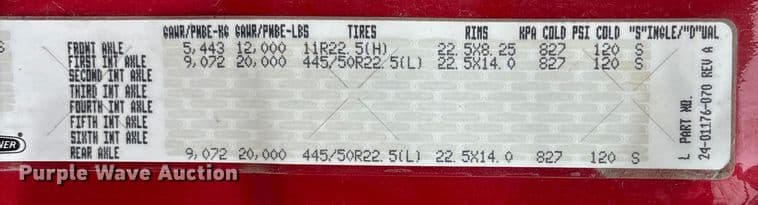 GAWR/PNBE-KG GAWR/PNBE-LBS TIRES RIMS KPA COLD PSI COLD "S"INGLE/"D"UAL
FRONT AXLE 5,443 12,000 11R22.5(H) 22.5X8.25 827 120 S
FIRST INT AXLE 9,072 20,000 445/50R22.5(L) 22.5X14.0 827 120 S
SECOND INT AXLE
THIRD INT AXLE
FOURTH INT AXLE
FIFTH INT AXLE
SIXTH INT AXLE
REAR AXLE 9,072 20,000 445/50R22.5(L) 22.5X14.0 827 120 S
L PART NO.
24-01176-070 REV A
NER
S
Purple Wave Auction